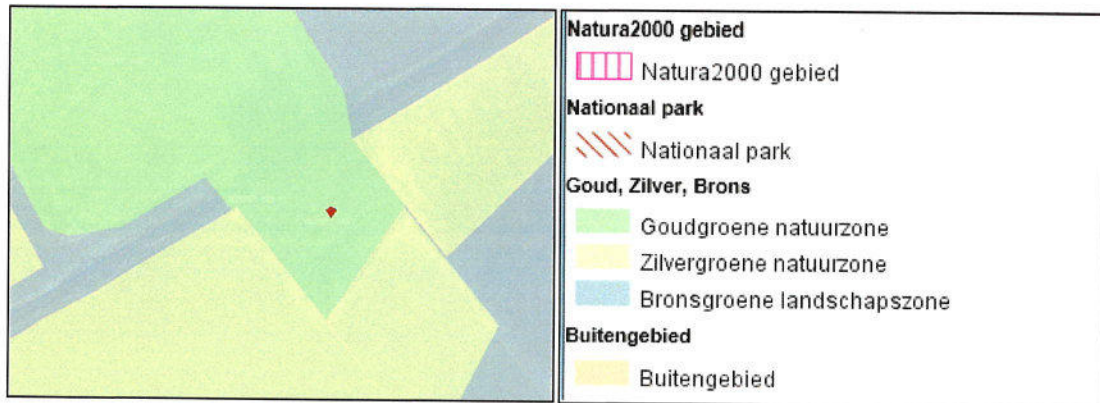 Natura2000 gebied
Natura2000 gebied
Nationaal park
Nationaal park
Goud, Zilver, Brons
Goudgroene natuurzone
Zilvergroene natuurzone
Bronsgroene landschapszone
Buitengebied
Buitengebied